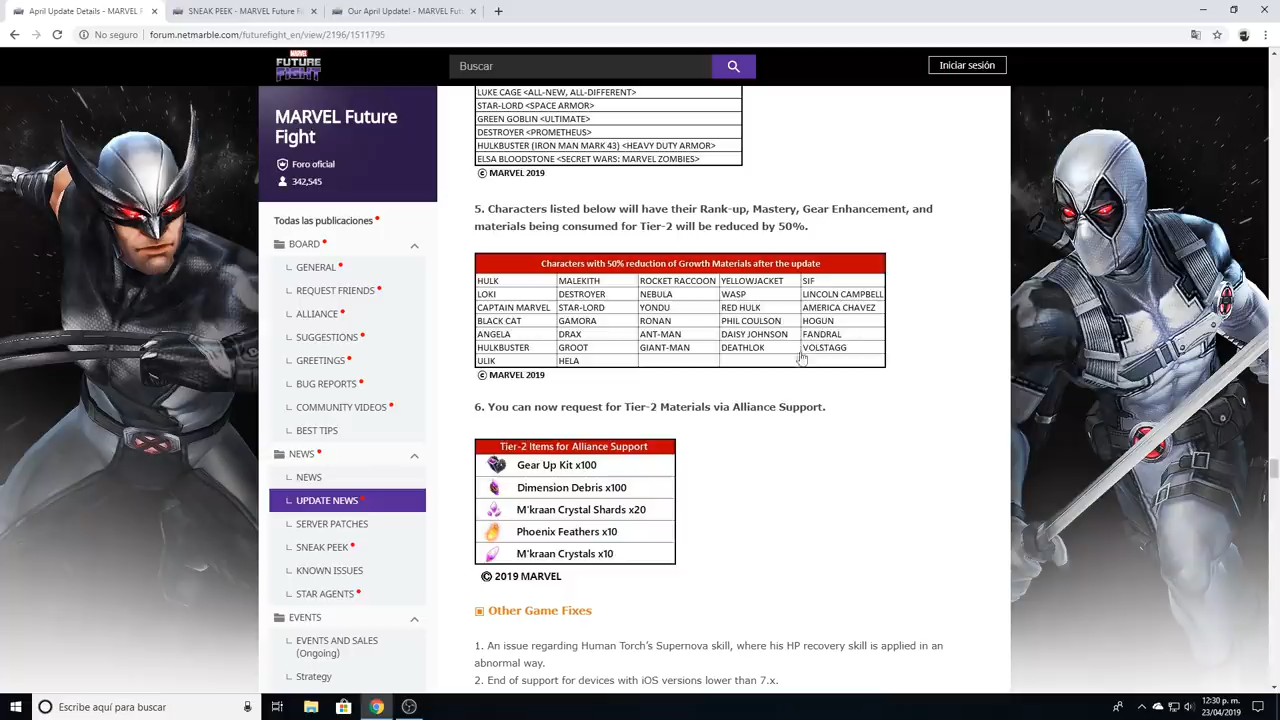 April Update Details - MARVEL F
SNEAK PEEK - MARVEL Future Fi
Our April Update! - MARVEL Fut
No seguro
forum.netmarble.com/futurefight_en/view/2196/1511795
MARVEL
FUTURE
FIGHT
Buscar
Iniciar sesión
MARVEL Future
Fight
Foro oficial
342,545
Todas las publicaciones
BOARD
GENERAL
REQUEST FRIENDS
ALLIANCE
SUGGESTIONS
GREETINGS
BUG REPORTS
COMMUNITY VIDEOS
BEST TIPS
NEWS
NEWS
UPDATE NEWS
SERVER PATCHES
SNEAK PEEK
KNOWN ISSUES
STAR AGENTS
EVENTS
EVENTS AND SALES
(Ongoing)
Strategy
LUKE CAGE <ALL-NEW, ALL-DIFFERENT>
STAR-LORD <SPACE ARMOR>
GREEN GOBLIN <ULTIMATE>
DESTROYER <PROMETHEUS>
HULKBUSTER (IRON MAN MARK 43) <HEAVY DUTY ARMOR>
ELSA BLOODSTONE <SECRET WARS: MARVEL ZOMBIES>
© MARVEL 2019
5. Characters listed below will have their Rank-up, Mastery, Gear Enhancement, and
materials being consumed for Tier-2 will be reduced by 50%.
Characters with 50% reduction of Growth Materials after the update
HULK MALEKITH ROCKET RACCOON YELLOWJACKET SIF
LOKI DESTROYER NEBULA WASP LINCOLN CAMPBELL
CAPTAIN MARVEL STAR-LORD YONDU RED HULK AMERICA CHAVEZ
BLACK CAT GAMORA RONAN PHIL COULSON HOGUN
ANGELA DRAX ANT-MAN DAISY JOHNSON FANDRAL
HULKBUSTER GROOT GIANT-MAN DEATHLOK VOLSTAGG
ULIK HELA
© MARVEL 2019
6. You can now request for Tier-2 Materials via Alliance Support.
Tier-2 Items for Alliance Support
Gear Up Kit x100
Dimension Debris x100
M'kraan Crystal Shards x20
Phoenix Feathers x10
M'kraan Crystals x10
© 2019 MARVEL
Other Game Fixes
1. An issue regarding Human Torch's Supernova skill, where his HP recovery skill is applied in an
abnormal way.
2. End of support for devices with iOS versions lower than 7.x.
Escribe aquí para buscar
12:30 p. m.
23/04/2019